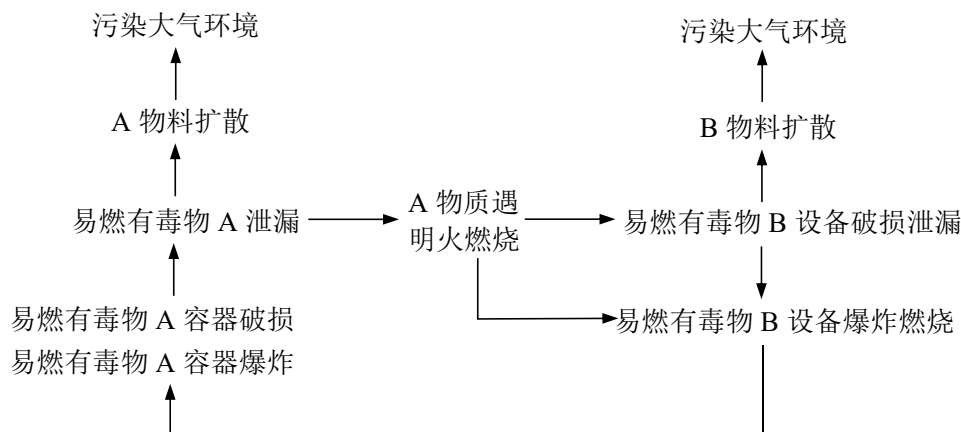 污染大气环境
污染大气环境
A 物料扩散
B 物料扩散
易燃有毒物 A 泄漏
A 物质遇
明火燃烧
易燃有毒物 B 设备破损泄漏
易燃有毒物 A 容器破损
易燃有毒物 A 容器爆炸
易燃有毒物 B 设备爆炸燃烧